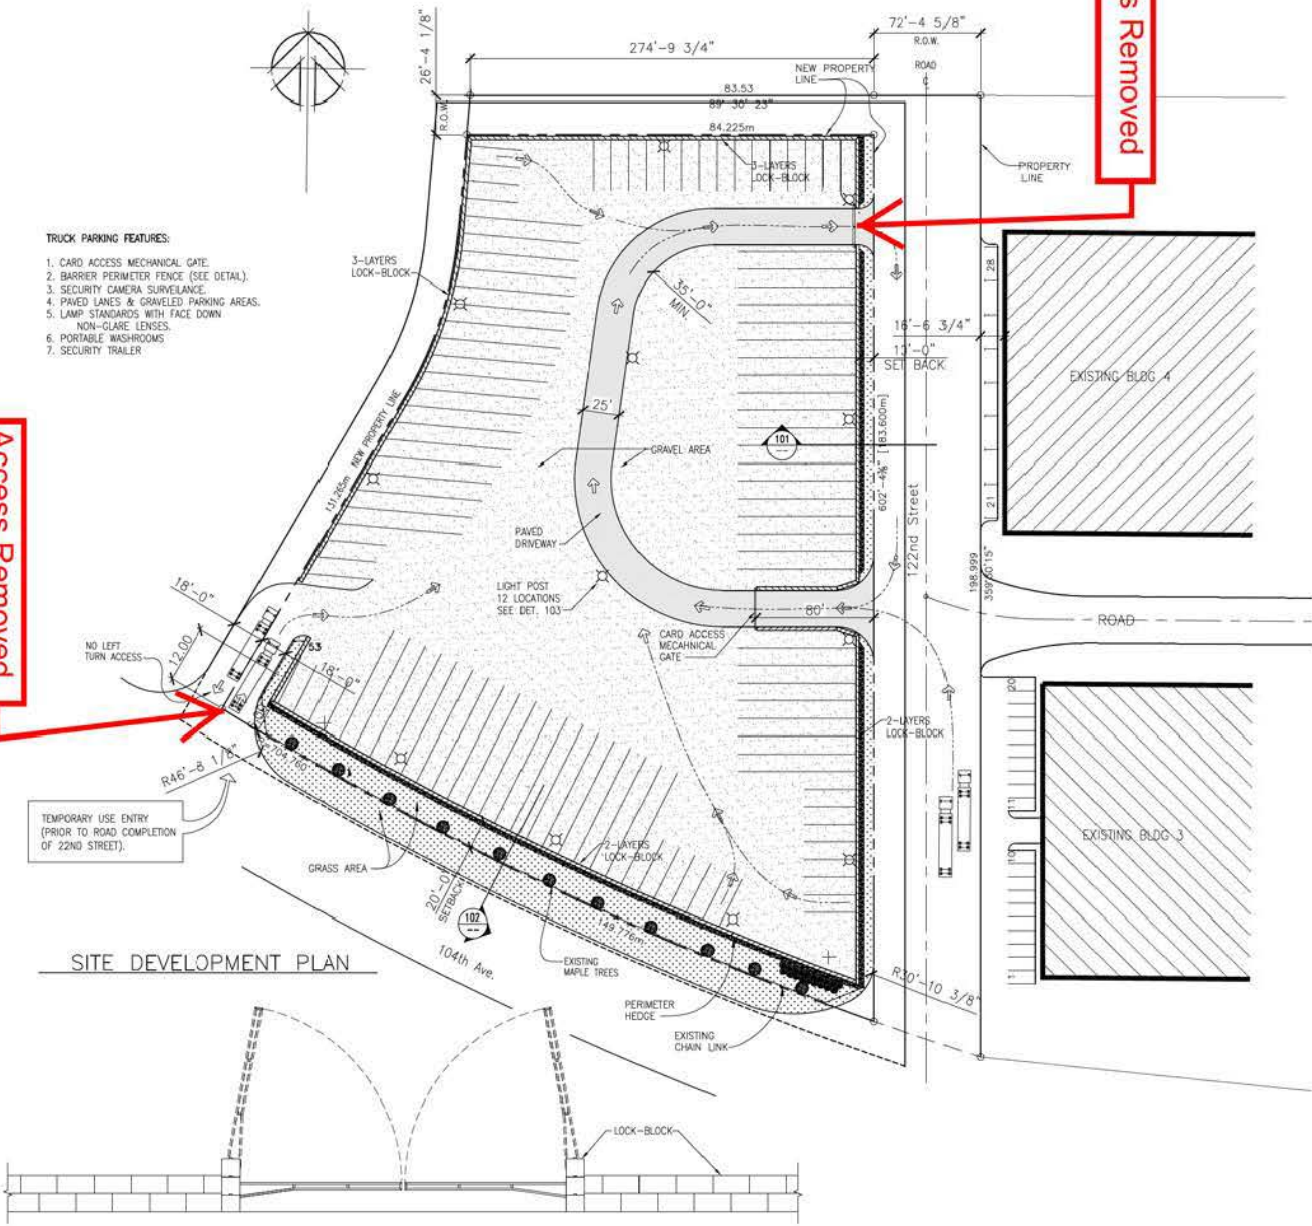 72'-4 5/8"
R.O.W.
274'-9 3/4"
26'-4 1/8"
R.O.W.
NEW PROPERTY
LINE
ROAD
83.53
89° 30' 23"
84.225m
s Removed
3-LAYERS
LOCK-BLOCK
PROPERTY
LINE
TRUCK PARKING FEATURES:
1. CARD ACCESS MECHANICAL GATE.
2. BARRIER PERIMETER FENCE (SEE DETAIL).
3. SECURITY CAMERA SURVEILANCE.
4. PAVED LANES & GRAVELED PARKING AREAS.
5. LAMP STANDARDS WITH FACE DOWN
NON-GLARE LENSES.
6. PORTABLE WASHROOMS
7. SECURITY TRAILER
3-LAYERS
LOCK-BLOCK
35'-0"
MIN.
28
16'-6 3/4"
13'-0"
SET BACK
EXISTING BLDG 4
25'
NEW PROPERTY LINE
131.265m
101
GRAVEL AREA
602'-4⅜" [183.600m]
21
Access Removed
PAVED
DRIVEWAY
122nd Street
LIGHT POST
12 LOCATIONS
SEE DET. 103
198.999
18'-0"
80'
ROAD
CARD ACCESS
MECAHNICAL
GATE
NO LEFT
TURN ACCESS
12.00
53
18'-0"
20
2-LAYERS
LOCK-BLOCK
R46'-8 1/8"
704.760
TEMPORARY USE ENTRY
(PRIOR TO ROAD COMPLETION
OF 22ND STREET).
11
EXISTING BLDG 3
10
2-LAYERS
LOCK-BLOCK
GRASS AREA
20'-0"
SETBACK
102
149.776m
104th Ave.
SITE DEVELOPMENT PLAN
EXISTING
MAPLE TREES
1
R30'-10 3/8"
PERIMETER
HEDGE
EXISTING
CHAIN LINK
LOCK-BLOCK